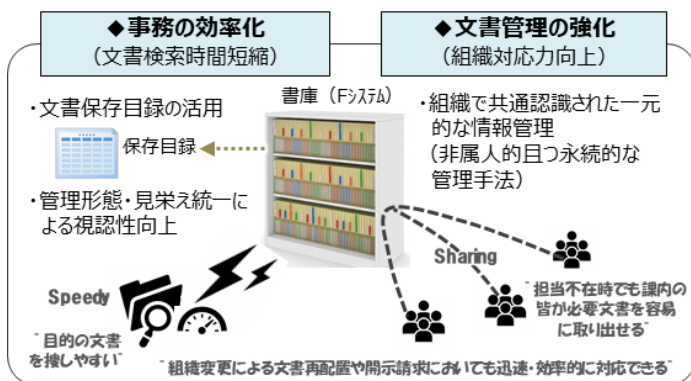 ◆事務の効率化
（文書検索時間短縮）
◆文書管理の強化
（組織対応力向上）
・文書保存目録の活用
保存目録
・管理形態・見栄え統一に
よる視認性向上
書庫（Fシステム）
・組織で共通認識された一元
的な情報管理
（非属人的且つ永続的な
管理手法）
Speedy
"目的の文書
を捜しやすい"
Sharing
"担当不在時でも課内の
皆が必要文書を容易
に取り出せる"
"組織変更による文書再配置や開示請求においても迅速・効率的に対応できる"